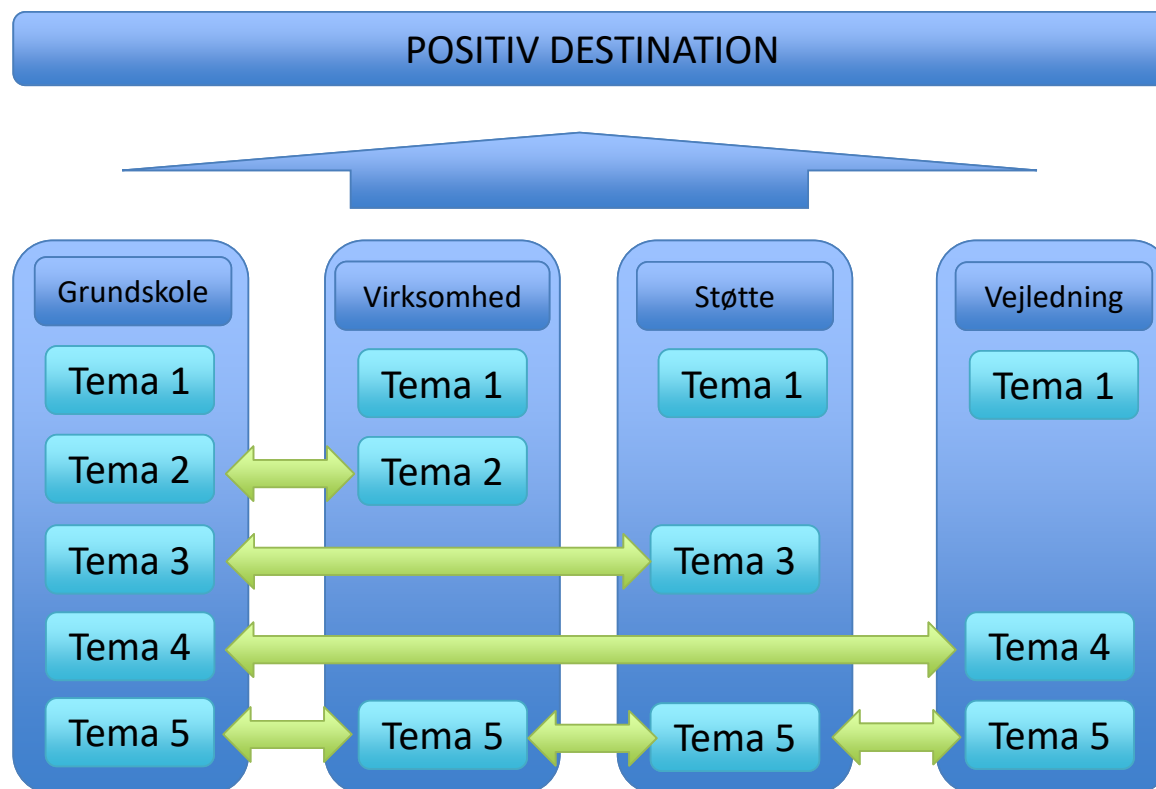 POSITIV DESTINATION
Grundskole
Virksomhed
Støtte
Vejledning
Tema 1
Tema 1
Tema 1
Tema 1
Tema 2
Tema 2
Tema 3
Tema 3
Tema 4
Tema 4
Tema 5
Tema 5
Tema 5
Tema 5